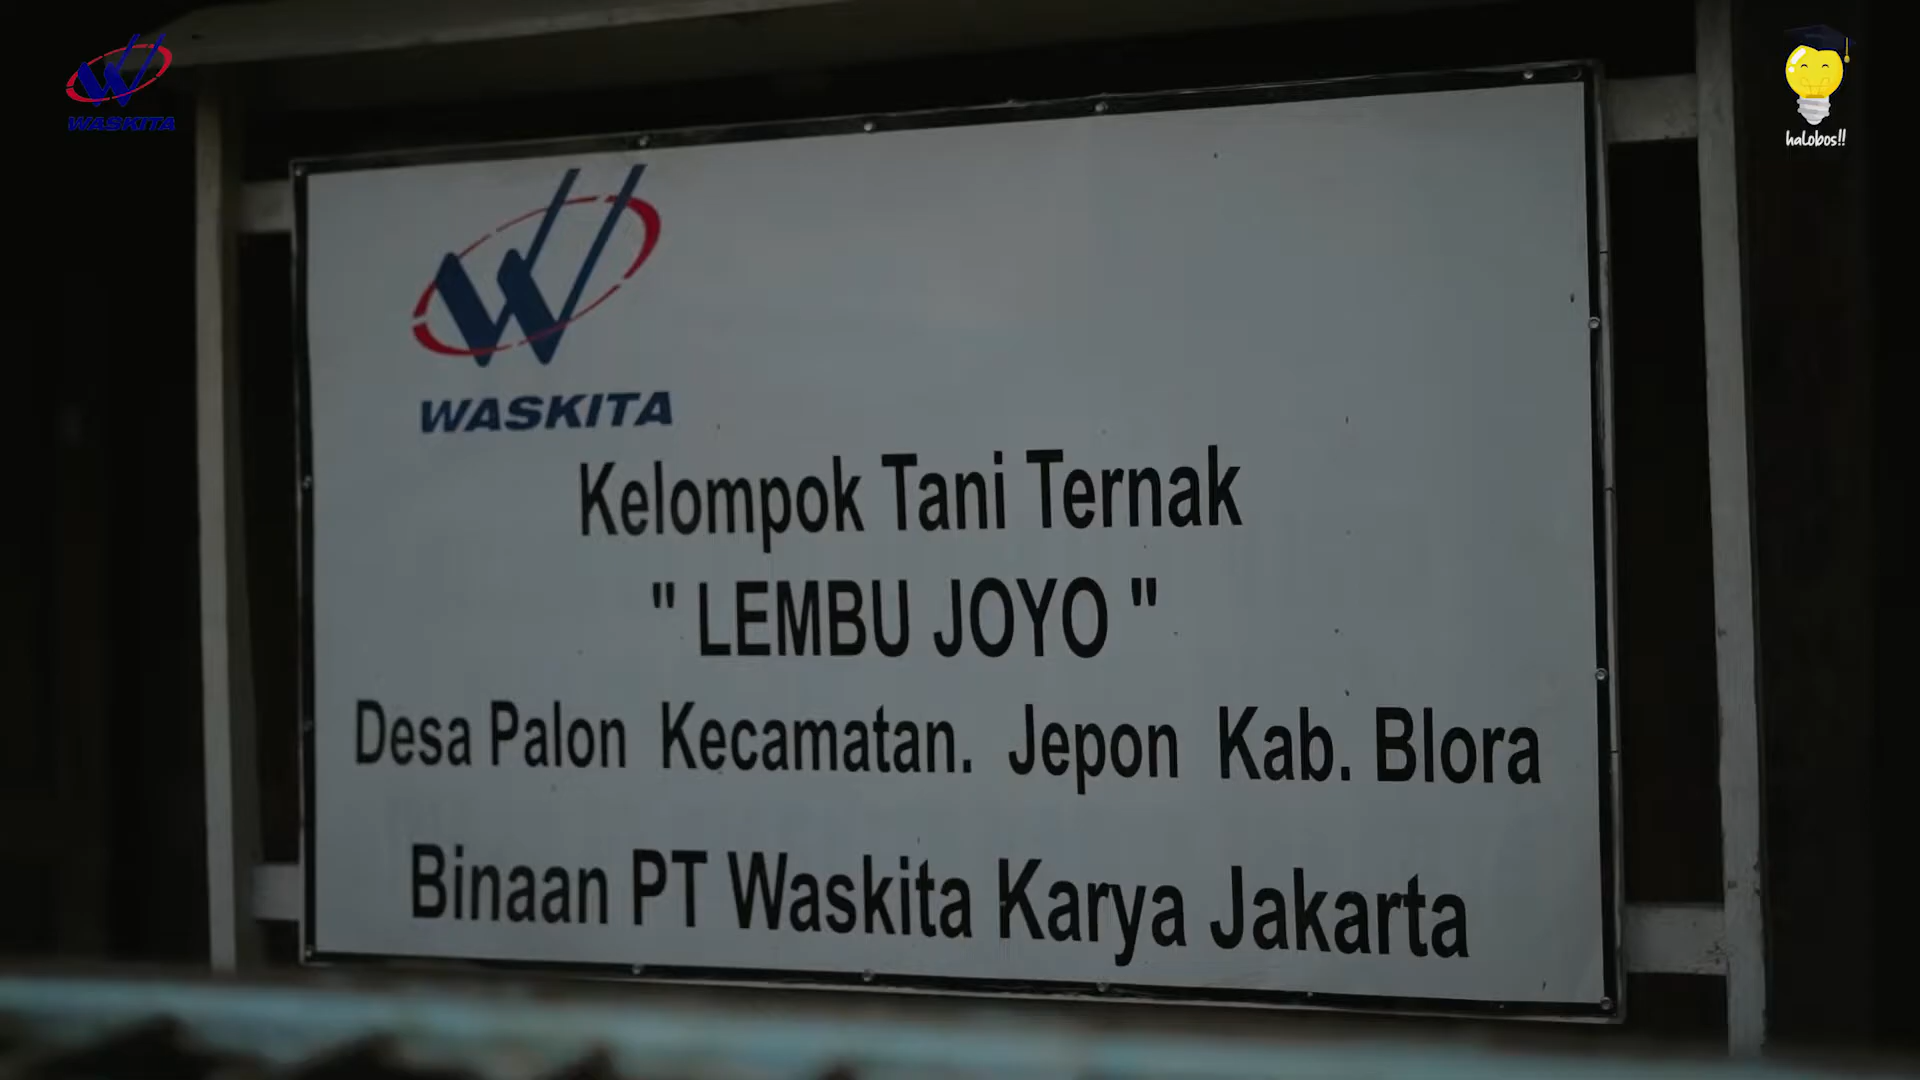 WASKITA
halobos!!
WASKITA
Kelompok Tani Ternak
" LEMBU JOYO "
Desa Palon Kecamatan. Jepon Kab. Blora
Binaan PT Waskita Karya Jakarta